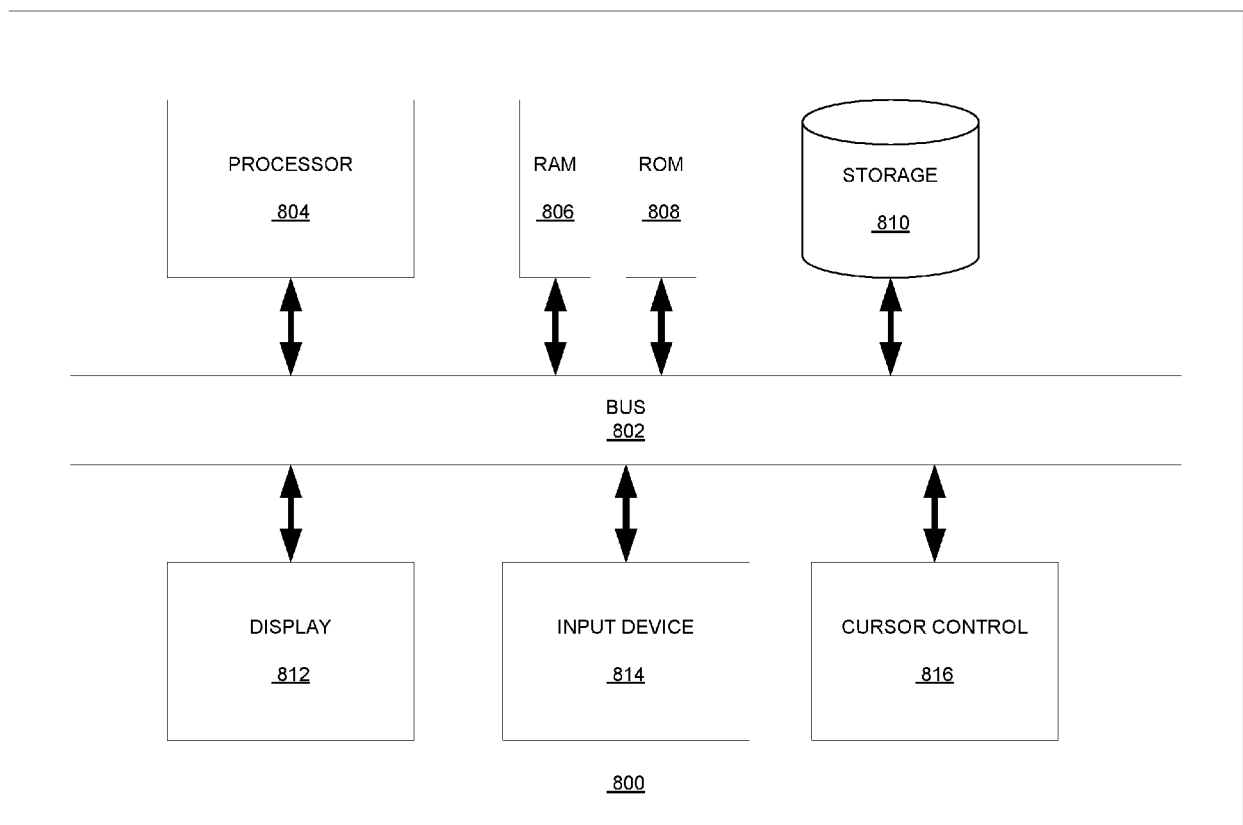 PROCESSOR
804
RAM
806
ROM
808
STORAGE
810
BUS
802
DISPLAY
812
INPUT DEVICE
814
CURSOR CONTROL
816
800